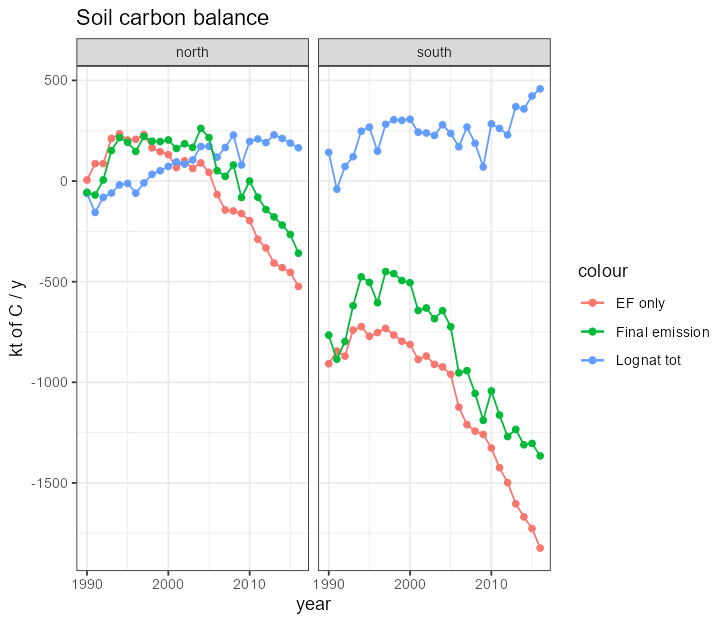 Soil carbon balance
north
south
500
0
-500
-1000
-1500
kt of C / y
1990
2000
2010
1990
2000
2010
year
colour
EF only
Final emission
Lognat tot